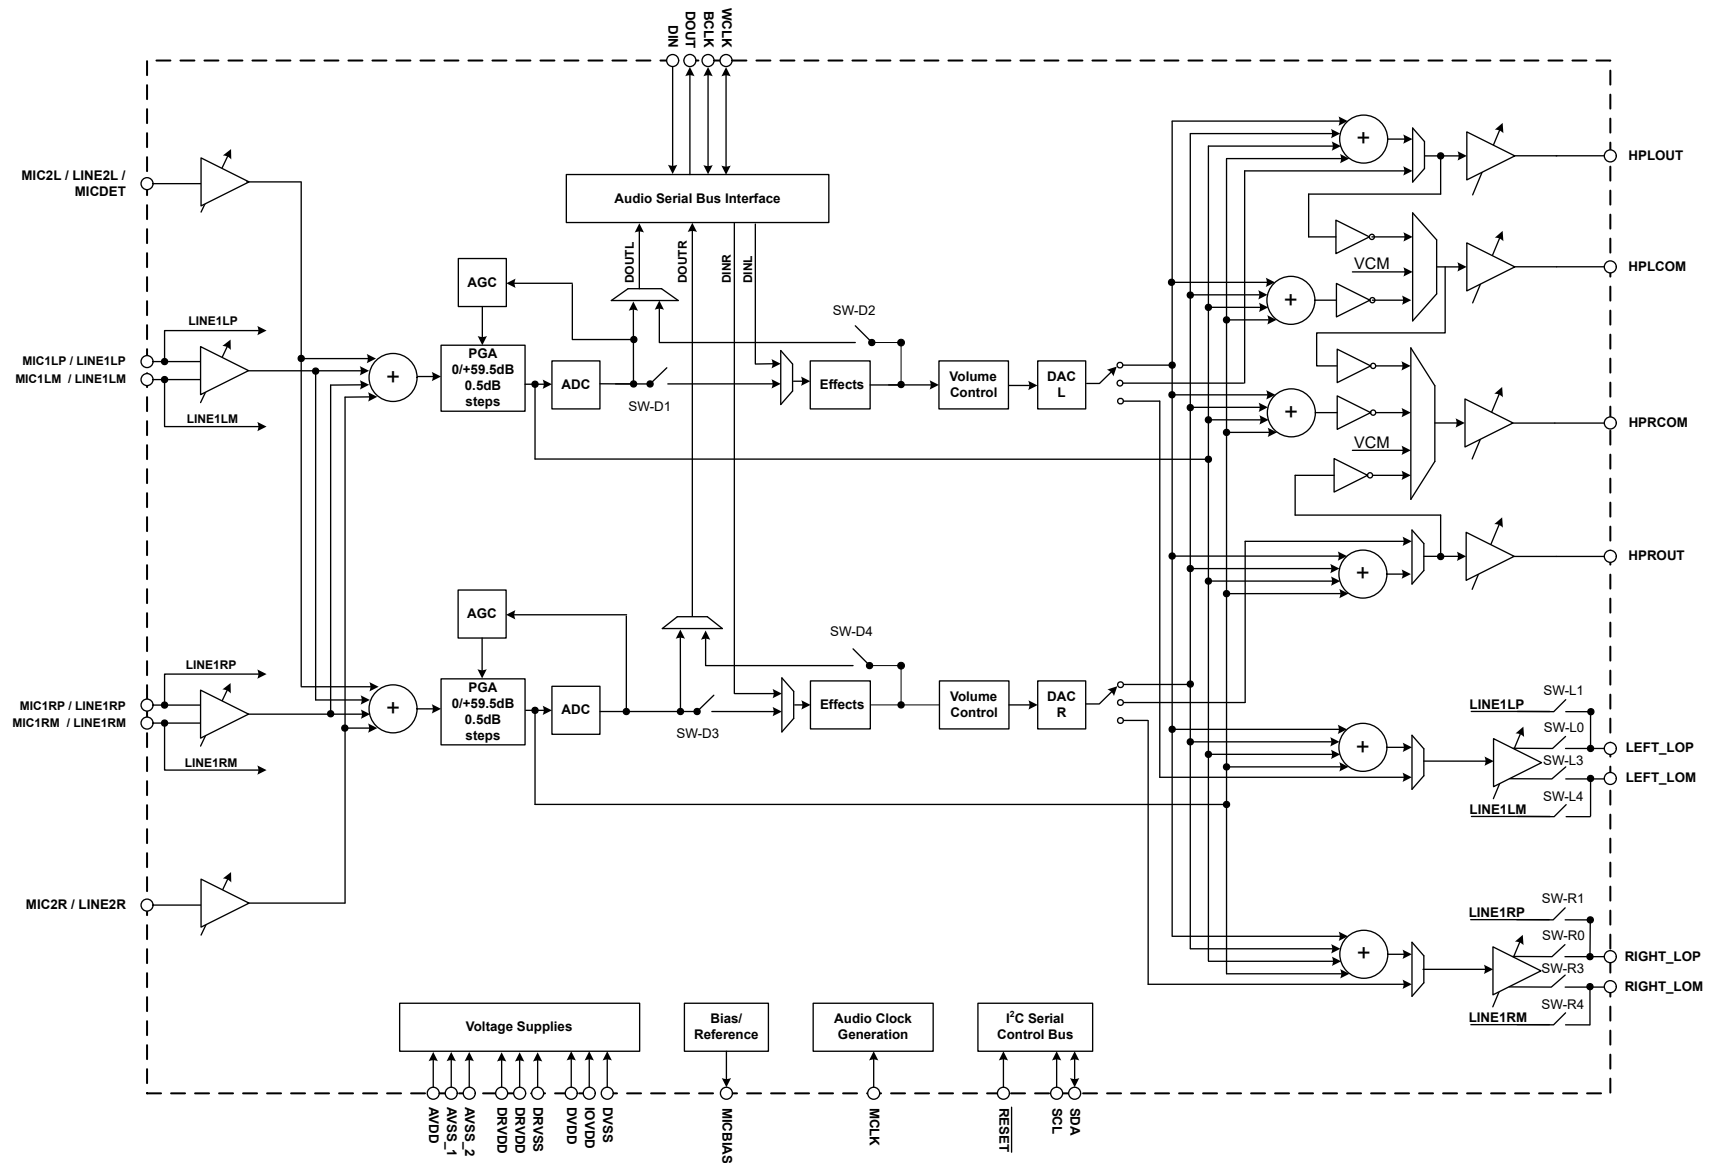 DIN
DOUT
BCLK
WCLK
MIC2L / LINE2L /
MICDET
Audio Serial Bus Interface
+
HPLOUT
DOUTL
DOUTR
DINR
DINL
AGC
VCM
HPLCOM
+
LINE1LP
SW-D2
MIC1LP / LINE1LP
MIC1LM / LINE1LM
+
PGA
0/+59.5dB
0.5dB
steps
ADC
SW-D1
Effects
Volume
Control
DAC
L
LINE1LM
+
VCM
HPRCOM
HPROUT
+
AGC
SW-D4
LINE1RP
MIC1RP / LINE1RP
MIC1RM / LINE1RM
+
PGA
0/+59.5dB
0.5dB
steps
ADC
SW-D3
Effects
Volume
Control
DAC
R
LINE1RM
SW-L1
LINE1LP
SW-L0
+
LEFT_LOP
SW-L3
LEFT_LOM
SW-L4
LINE1LM
MIC2R / LINE2R
SW-R1
LINE1RP
SW-R0
+
RIGHT_LOP
SW-R3
RIGHT_LOM
SW-R4
LINE1RM
Voltage Supplies
Bias/
Reference
Audio Clock
Generation
I2C Serial
Control Bus
AVDD
AVSS_1
AVSS_2
DRVDD
DRVDD
DRVSS
DVDD
IOVDD
DVSS
MICBIAS
MCLK
RESET
SCL
SDA